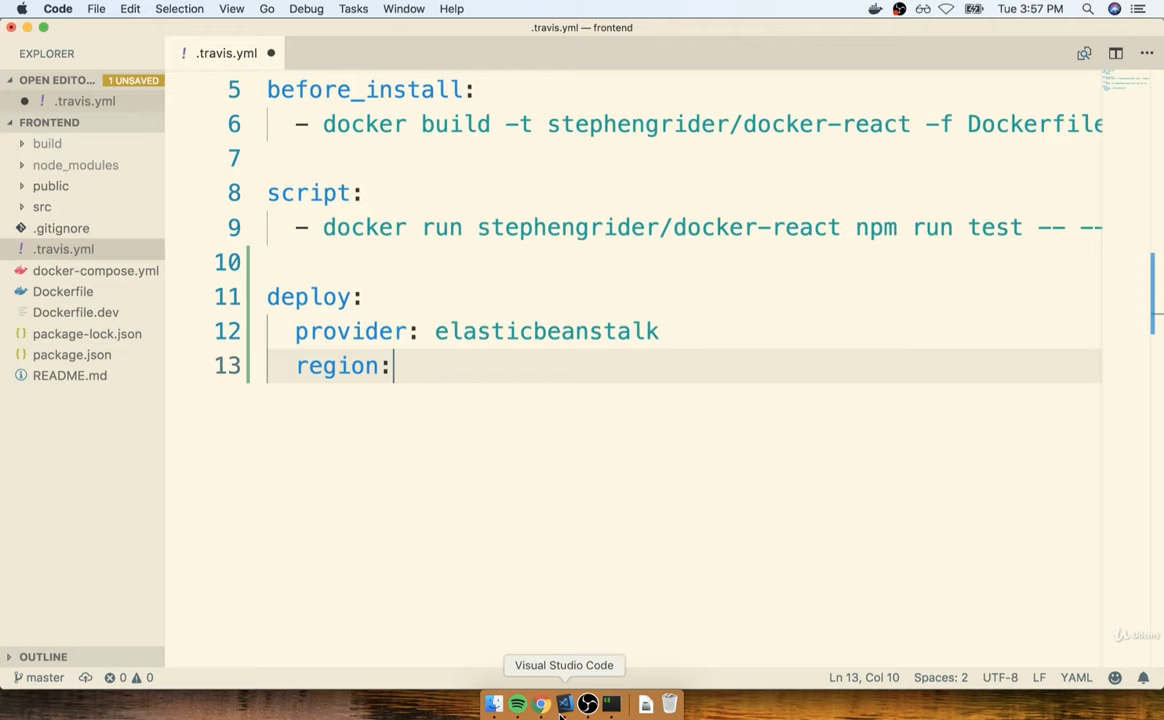 Code File Edit Selection View Go Debug Tasks Window Help Tue 3:57 PM
.travis.yml — frontend
EXPLORER
! .travis.yml
OPEN EDITO... 1 UNSAVED
! .travis.yml
FRONTEND
build
node_modules
public
src
.gitignore
! .travis.yml
docker-compose.yml
Dockerfile
Dockerfile.dev
{} package-lock.json
{} package.json
README.md
OUTLINE
5 before_install:
6 - docker build -t stephengrider/docker-react -f Dockerfile
7
8 script:
9 - docker run stephengrider/docker-react npm run test -- --
10
11 deploy:
12 provider: elasticbeanstalk
13 region:
Udemy
Visual Studio Code
master 0 0 Ln 13, Col 10 Spaces: 2 UTF-8 LF YAML